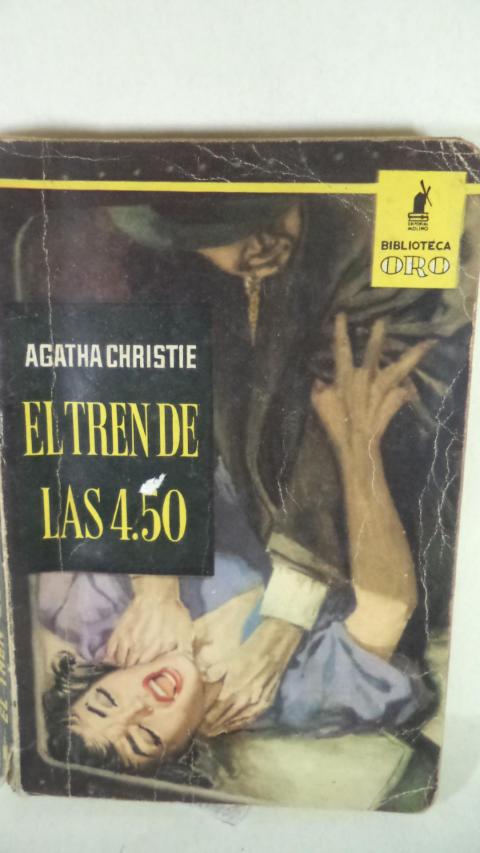 EDITORIAL
MOLINO
BIBLIOTECA
ORO
AGATHA CHRISTIE
EL TREN DE
LAS 4.50